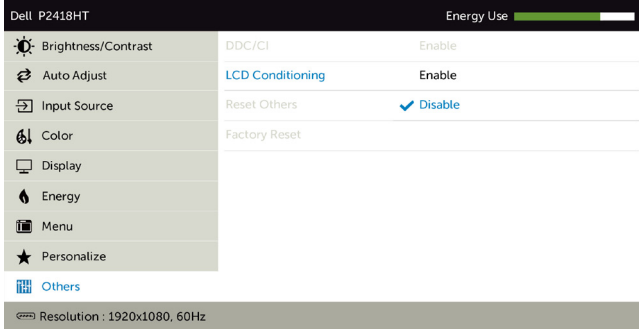 Dell P2418HT Energy Use
Brightness/Contrast DDC/CI Enable
Auto Adjust LCD Conditioning Enable
Input Source Reset Others Disable
Color Factory Reset
Display
Energy
Menu
Personalize
Others
Resolution : 1920x1080, 60Hz